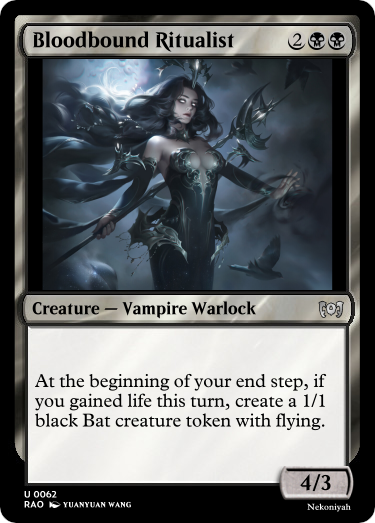 Bloodbound Ritualist 2
Creature — Vampire Warlock
At the beginning of your end step, if
you gained life this turn, create a 1/1
black Bat creature token with flying.
4/3
U 0062
RAO YUANYUAN WANG
Nekoniyah